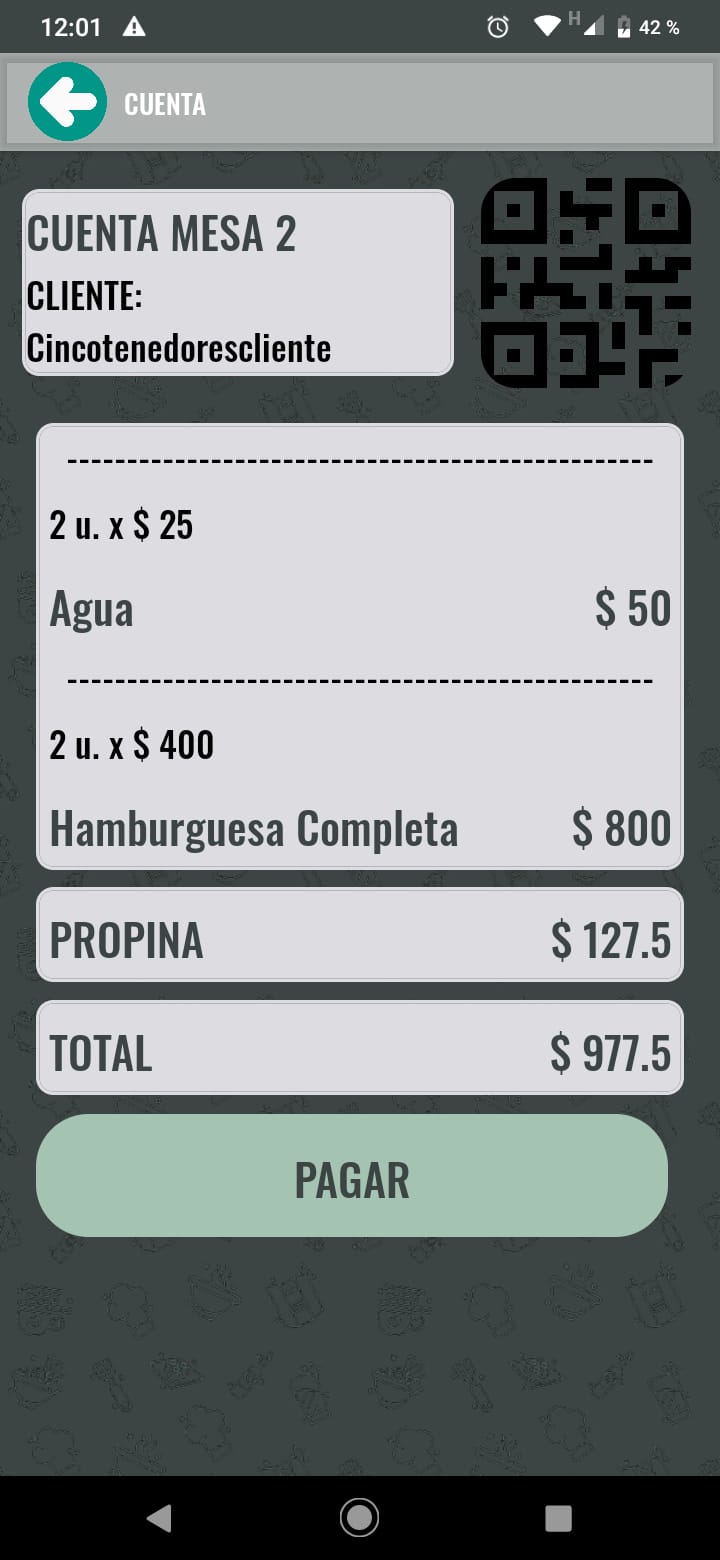 12:01 H 42 %
CUENTA
CUENTA MESA 2
CLIENTE:
Cincotenedorescliente
--------------------------------------------------
2 u. x $ 25
Agua $ 50
--------------------------------------------------
2 u. x $ 400
Hamburguesa Completa $ 800
PROPINA $ 127.5
TOTAL $ 977.5
PAGAR